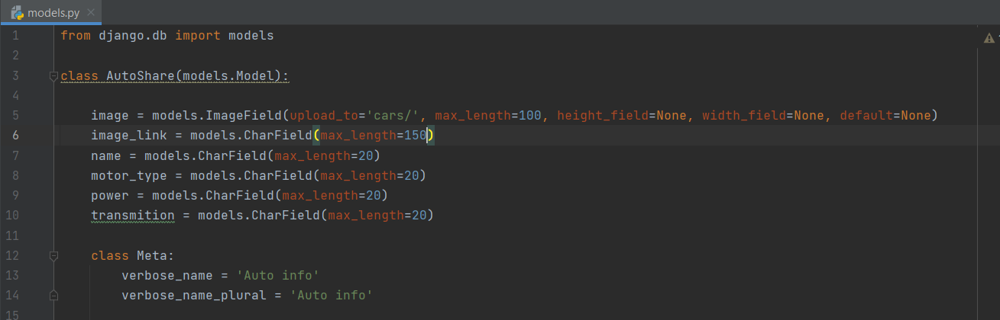 models.py
1 from django.db import models
2
3 class AutoShare(models.Model):
4
5 image = models.ImageField(upload_to='cars/', max_length=100, height_field=None, width_field=None, default=None)
6 image_link = models.CharField(max_length=150)
7 name = models.CharField(max_length=20)
8 motor_type = models.CharField(max_length=20)
9 power = models.CharField(max_length=20)
10 transmition = models.CharField(max_length=20)
11
12 class Meta:
13 verbose_name = 'Auto info'
14 verbose_name_plural = 'Auto info'
15